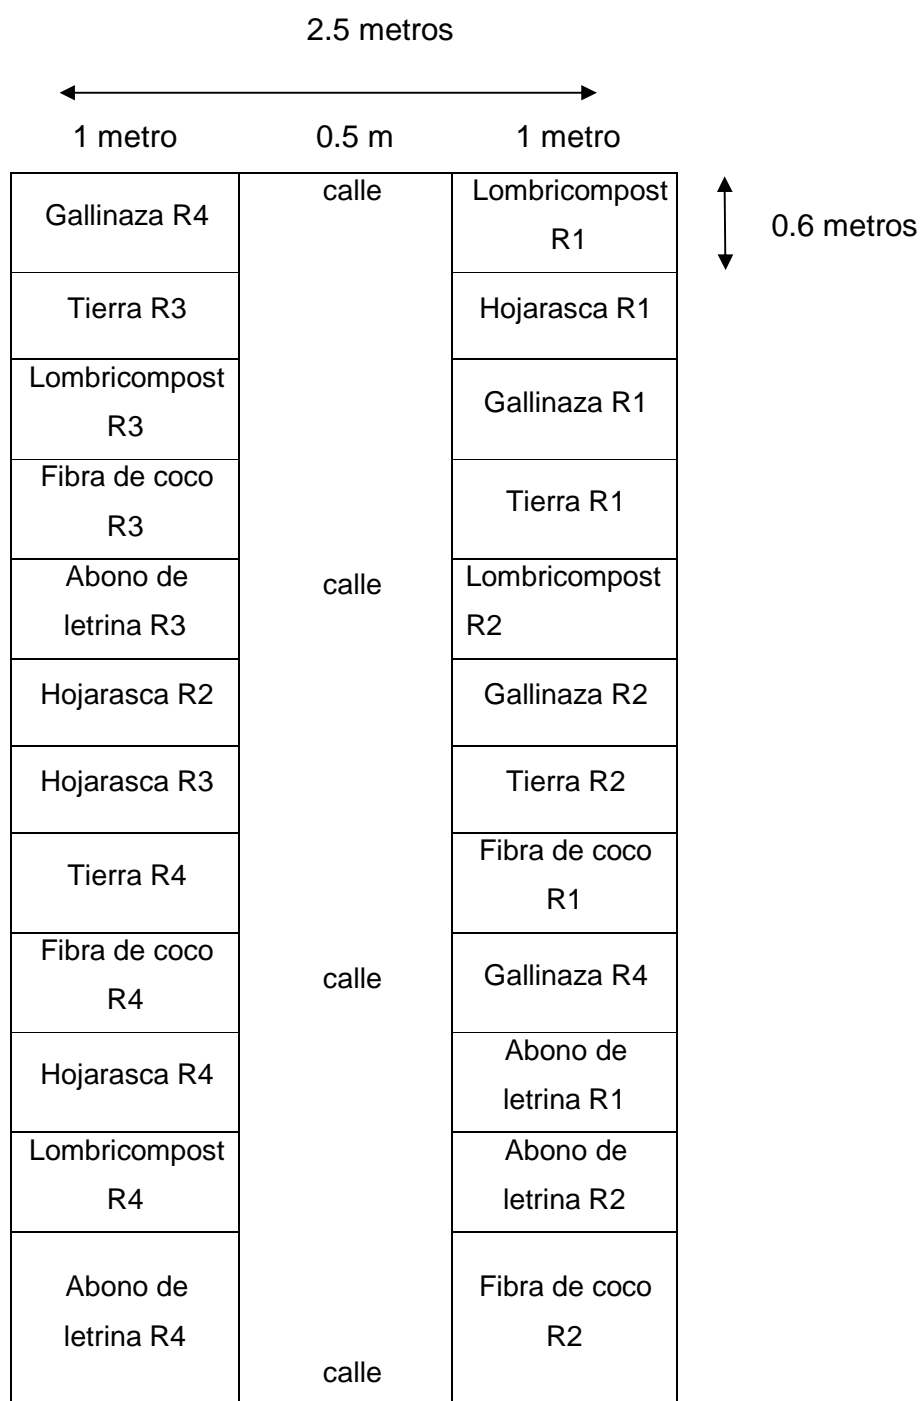 2.5 metros
1 metro 0.5 m 1 metro
Gallinaza R4
calle
Lombricompost
R1
0.6 metros
Tierra R3
Hojarasca R1
Lombricompost
R3
Gallinaza R1
Fibra de coco
R3
Tierra R1
Abono de
letrina R3
calle
Lombricompost
R2
Hojarasca R2
Gallinaza R2
Hojarasca R3
Tierra R2
Tierra R4
Fibra de coco
R1
Fibra de coco
R4
calle
Gallinaza R4
Hojarasca R4
Abono de
letrina R1
Lombricompost
R4
Abono de
letrina R2
Abono de
letrina R4
calle
Fibra de coco
R2